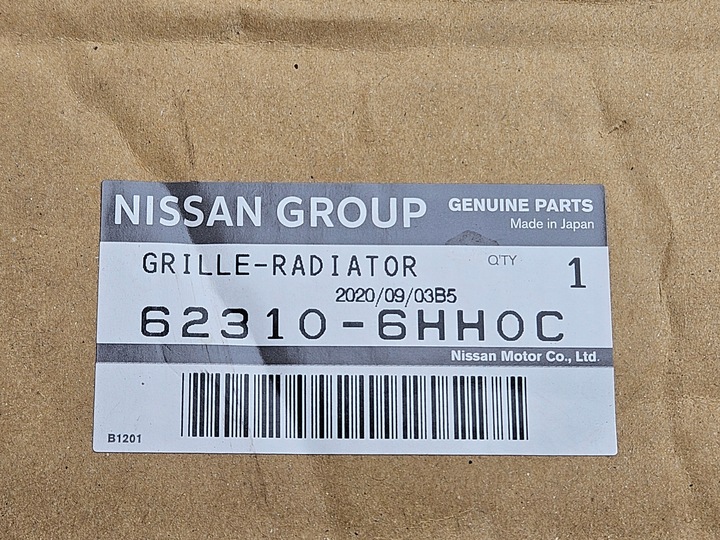 NISSAN GROUP GENUINE PARTS
Made in Japan
GRILLE-RADIATOR Q'TY 1
2020/09/03B5
62310-6HH0C
Nissan Motor Co., Ltd.
B1201